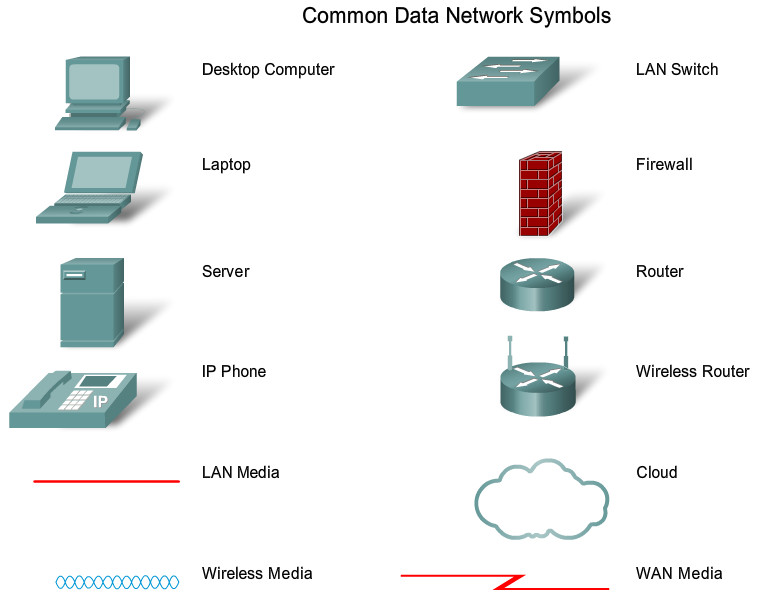 Common Data Network Symbols
Desktop Computer
LAN Switch
Laptop
Firewall
Server
Router
IP Phone
Wireless Router
IP
LAN Media
Cloud
Wireless Media
WAN Media